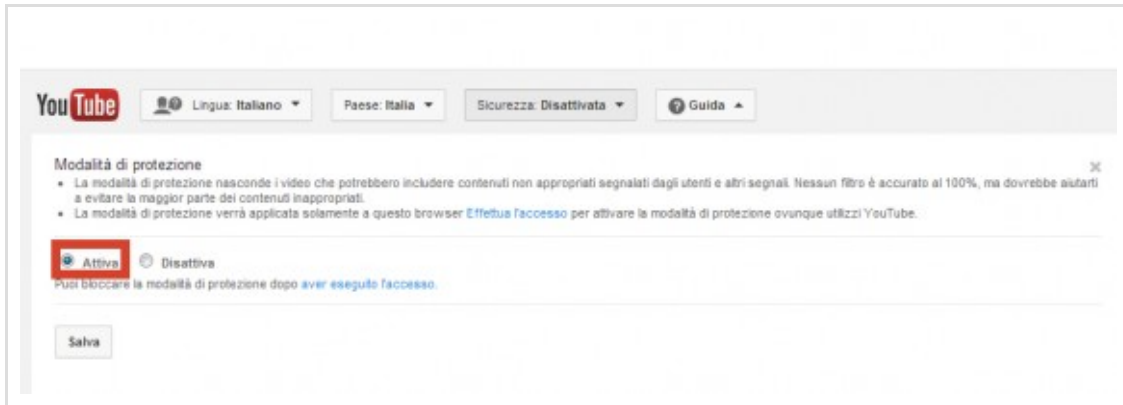 YouTube Lingua: Italiano Paese: Italia Sicurezza: Disattivata Guida
Modalità di protezione
• La modalità di protezione nasconde i video che potrebbero includere contenuti non appropriati segnalati dagli utenti e altri segnali. Nessun filtro è accurato al 100%, ma dovrebbe aiutarti
a evitare la maggior parte dei contenuti inappropriati.
• La modalità di protezione verrà applicata solamente a questo browser Effettua l'accesso per attivare la modalità di protezione ovunque utilizzi YouTube.
Attiva Disattiva
Puoi bloccare la modalità di protezione dopo aver eseguito l'accesso.
Salva